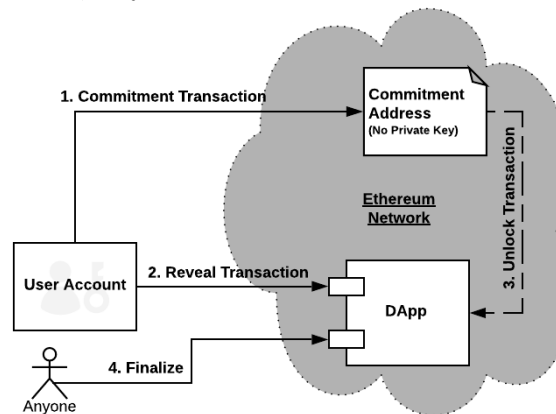 1. Commitment Transaction
Commitment
Address
(No Private Key)
3. Unlock Transaction
Ethereum
Network
User Account
2. Reveal Transaction
DApp
4. Finalize
Anyone